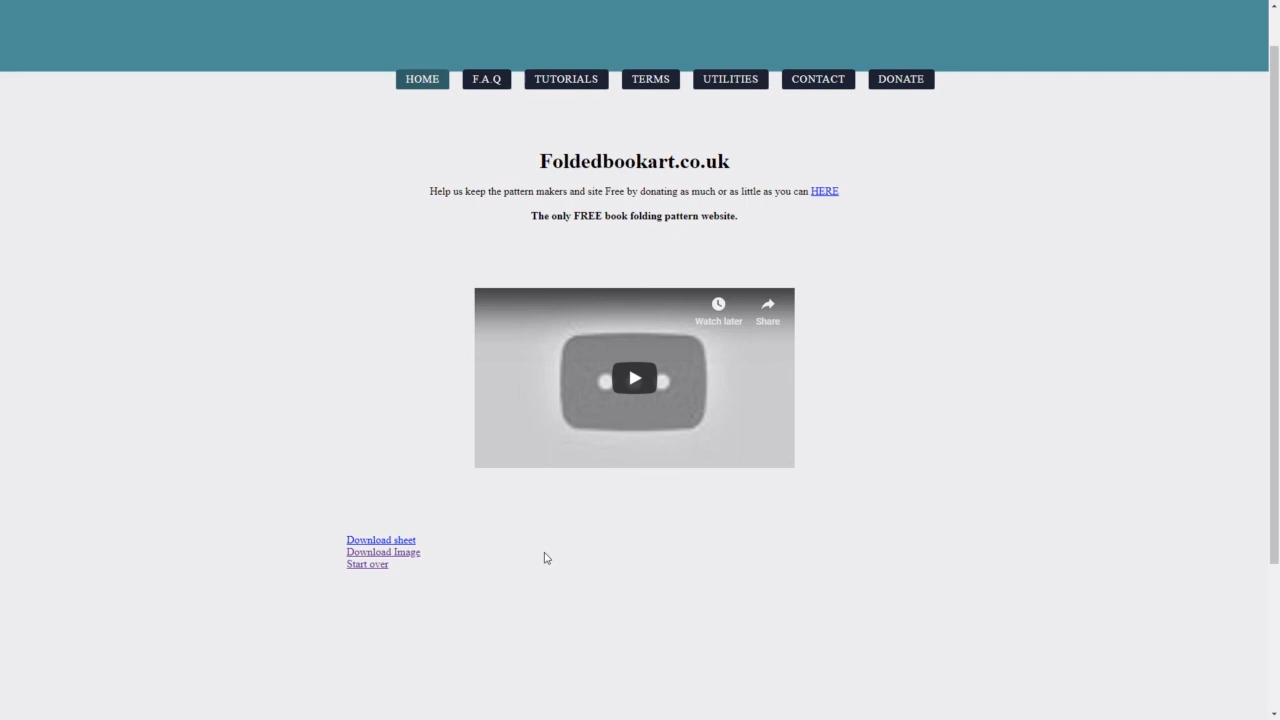 HOME F.A.Q TUTORIALS TERMS UTILITIES CONTACT DONATE
Foldedbookart.co.uk
Help us keep the pattern makers and site Free by donating as much or as little as you can HERE
The only FREE book folding pattern website.
Watch later Share
Download sheet
Download Image
Start over